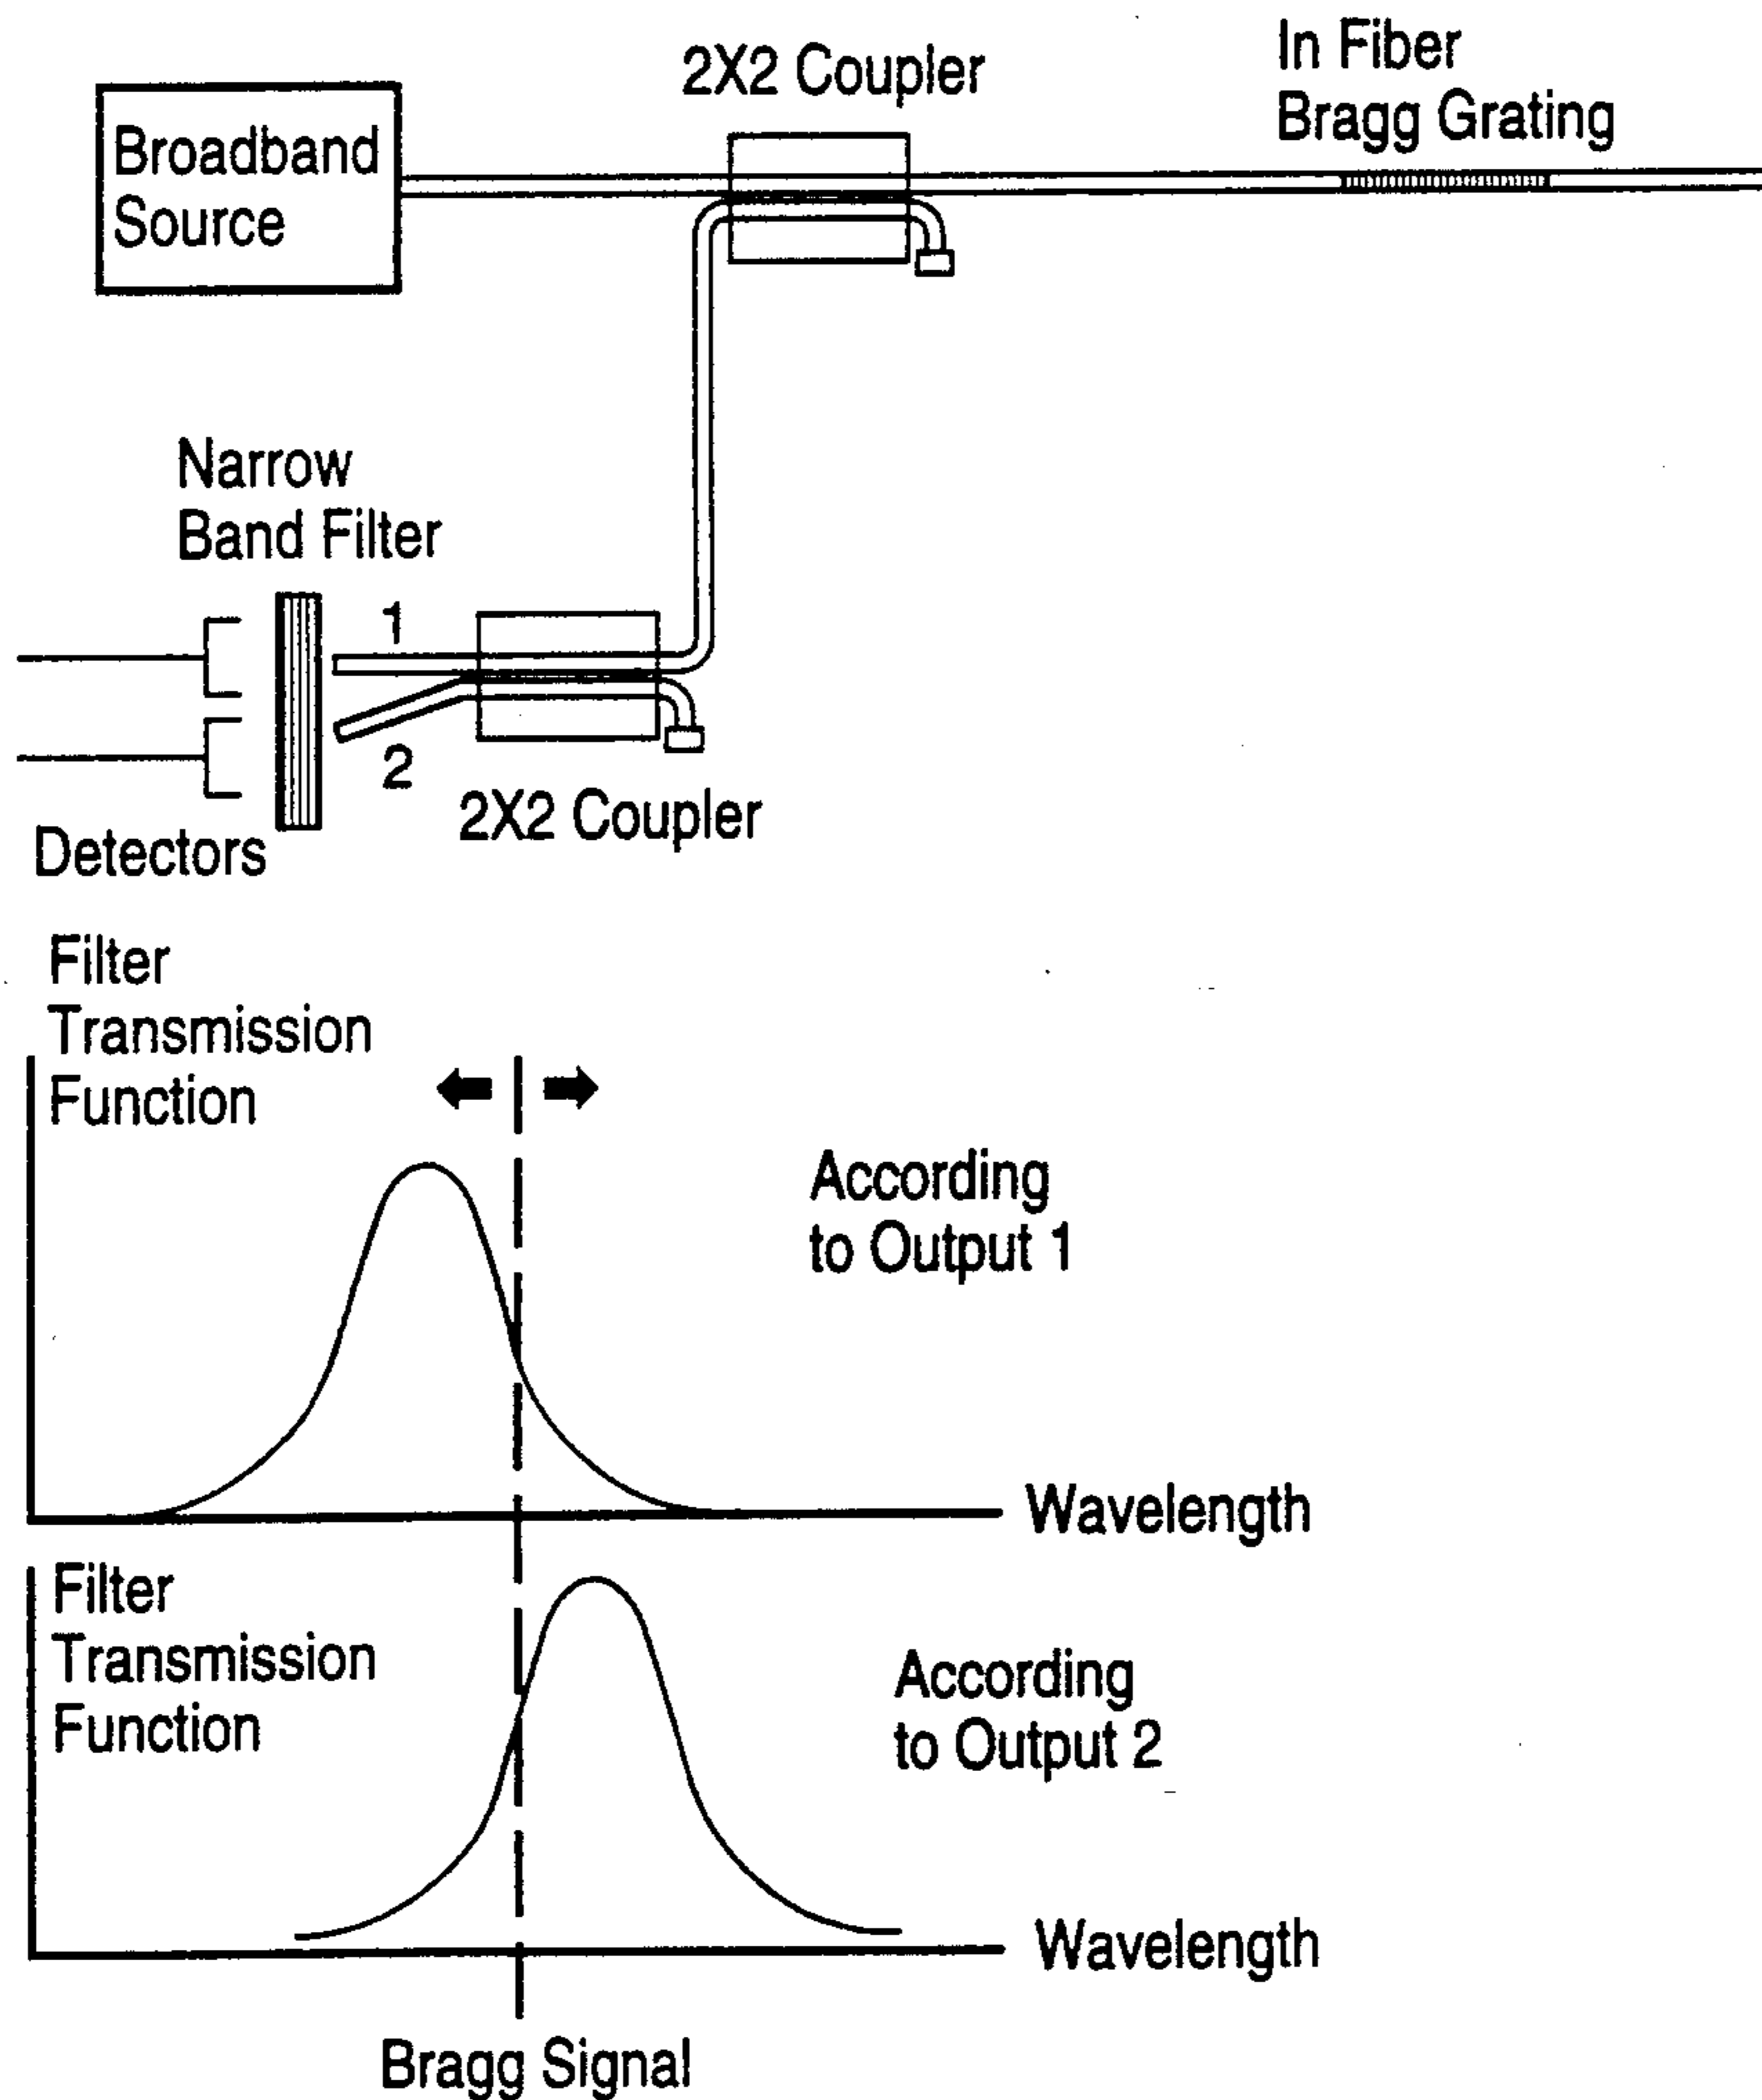 2X2 Coupler
In Fiber
Bragg Grating
Broadband
Source
Narrow
Band Filter
1
2
2X2 Coupler
Detectors
Filter
Transmission
Function
According
to Output 1
Wavelength
Filter
Transmission
Function
According
to Output 2
Wavelength
Bragg Signal